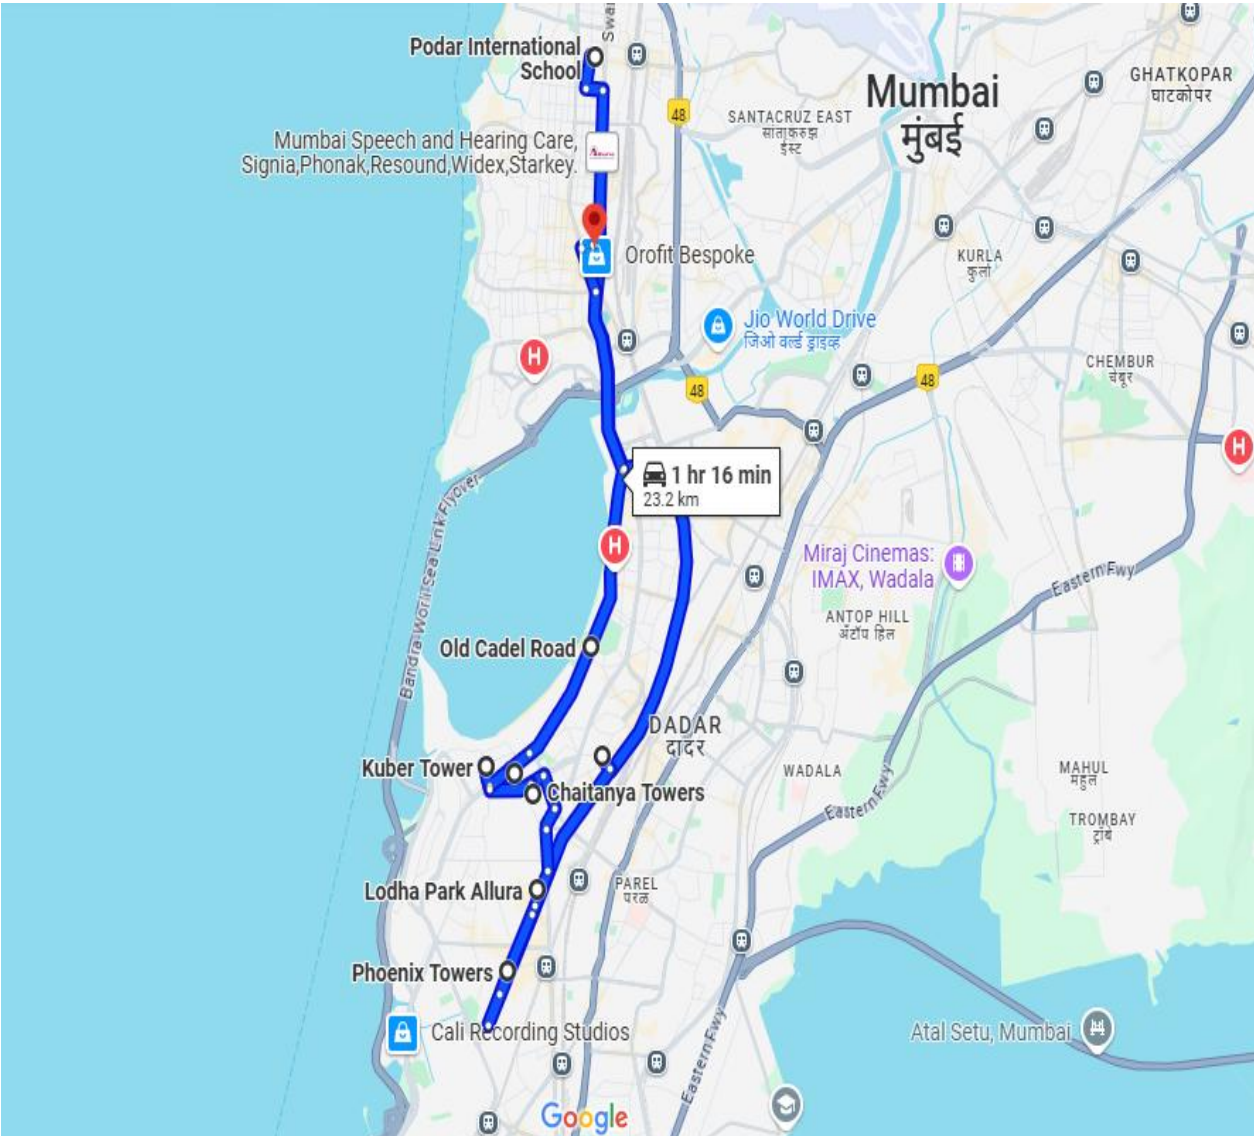 Swa
Podar International
School
Mumbai
मुंबई
GHATKOPAR
घाटकोपर
48
SANTACRUZ EAST
सांताक्रुझ
ईस्ट
Mumbai Speech and Hearing Care,
Signia,Phonak,Resound,Widex,Starkey.
Orofit Bespoke
KURLA
कुर्ला
Jio World Drive
जिओ वर्ल्ड ड्राइव्ह
H
CHEMBUR
चेंबूर
48
48
H
1 hr 16 min
23.2 km
Bandra Worli Sea Link Flyover
H
Miraj Cinemas:
IMAX, Wadala
Eastern Fwy
ANTOP HILL
अँटॉप हिल
Old Cadel Road
DADAR
दादर
Kuber Tower
Chaitanya Towers
WADALA
MAHUL
माहुल
Eastern Fwy
TROMBAY
ट्रॉम्बे
Lodha Park Allura
PAREL
परळ
Phoenix Towers
Cali Recording Studios
Atal Setu, Mumbai
Eastern Fwy
Google